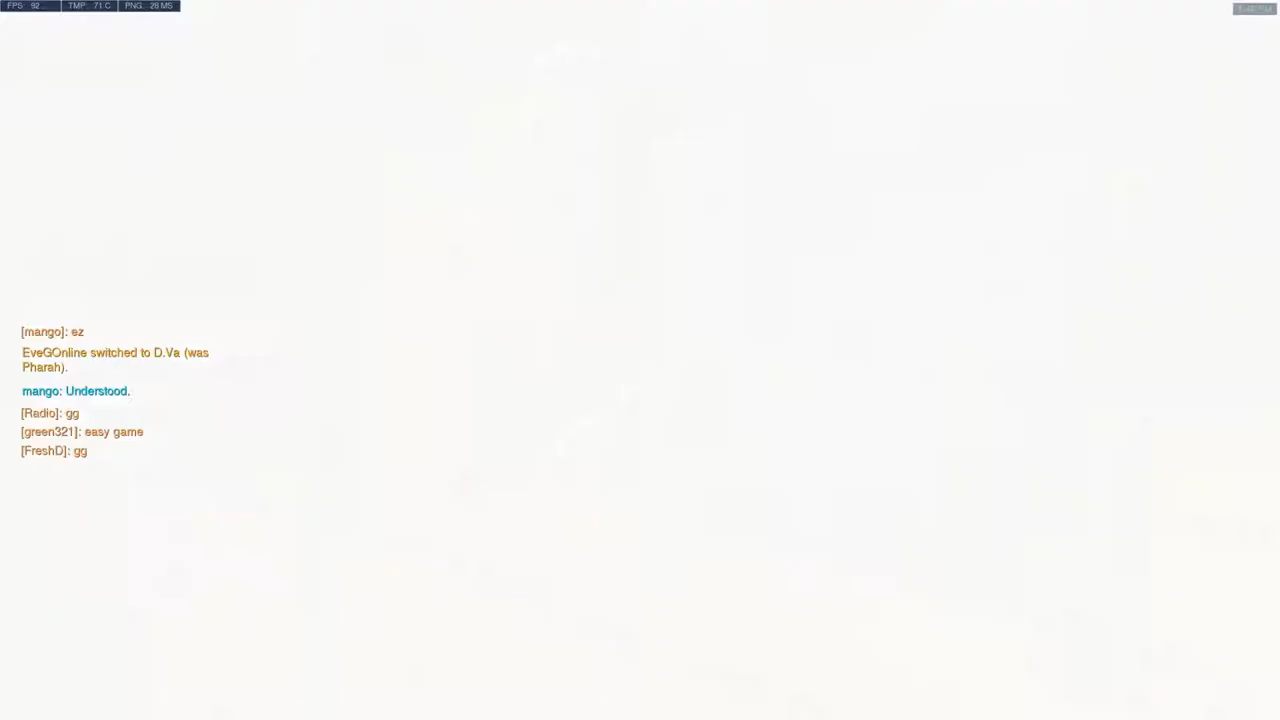 FPS: 92 TMP: 71 C PNG: 28 MS
[mango]: ez
EveGOnline switched to D.Va (was
Pharah).
mango: Understood.
[Radio]: gg
[green321]: easy game
[FreshD]: gg